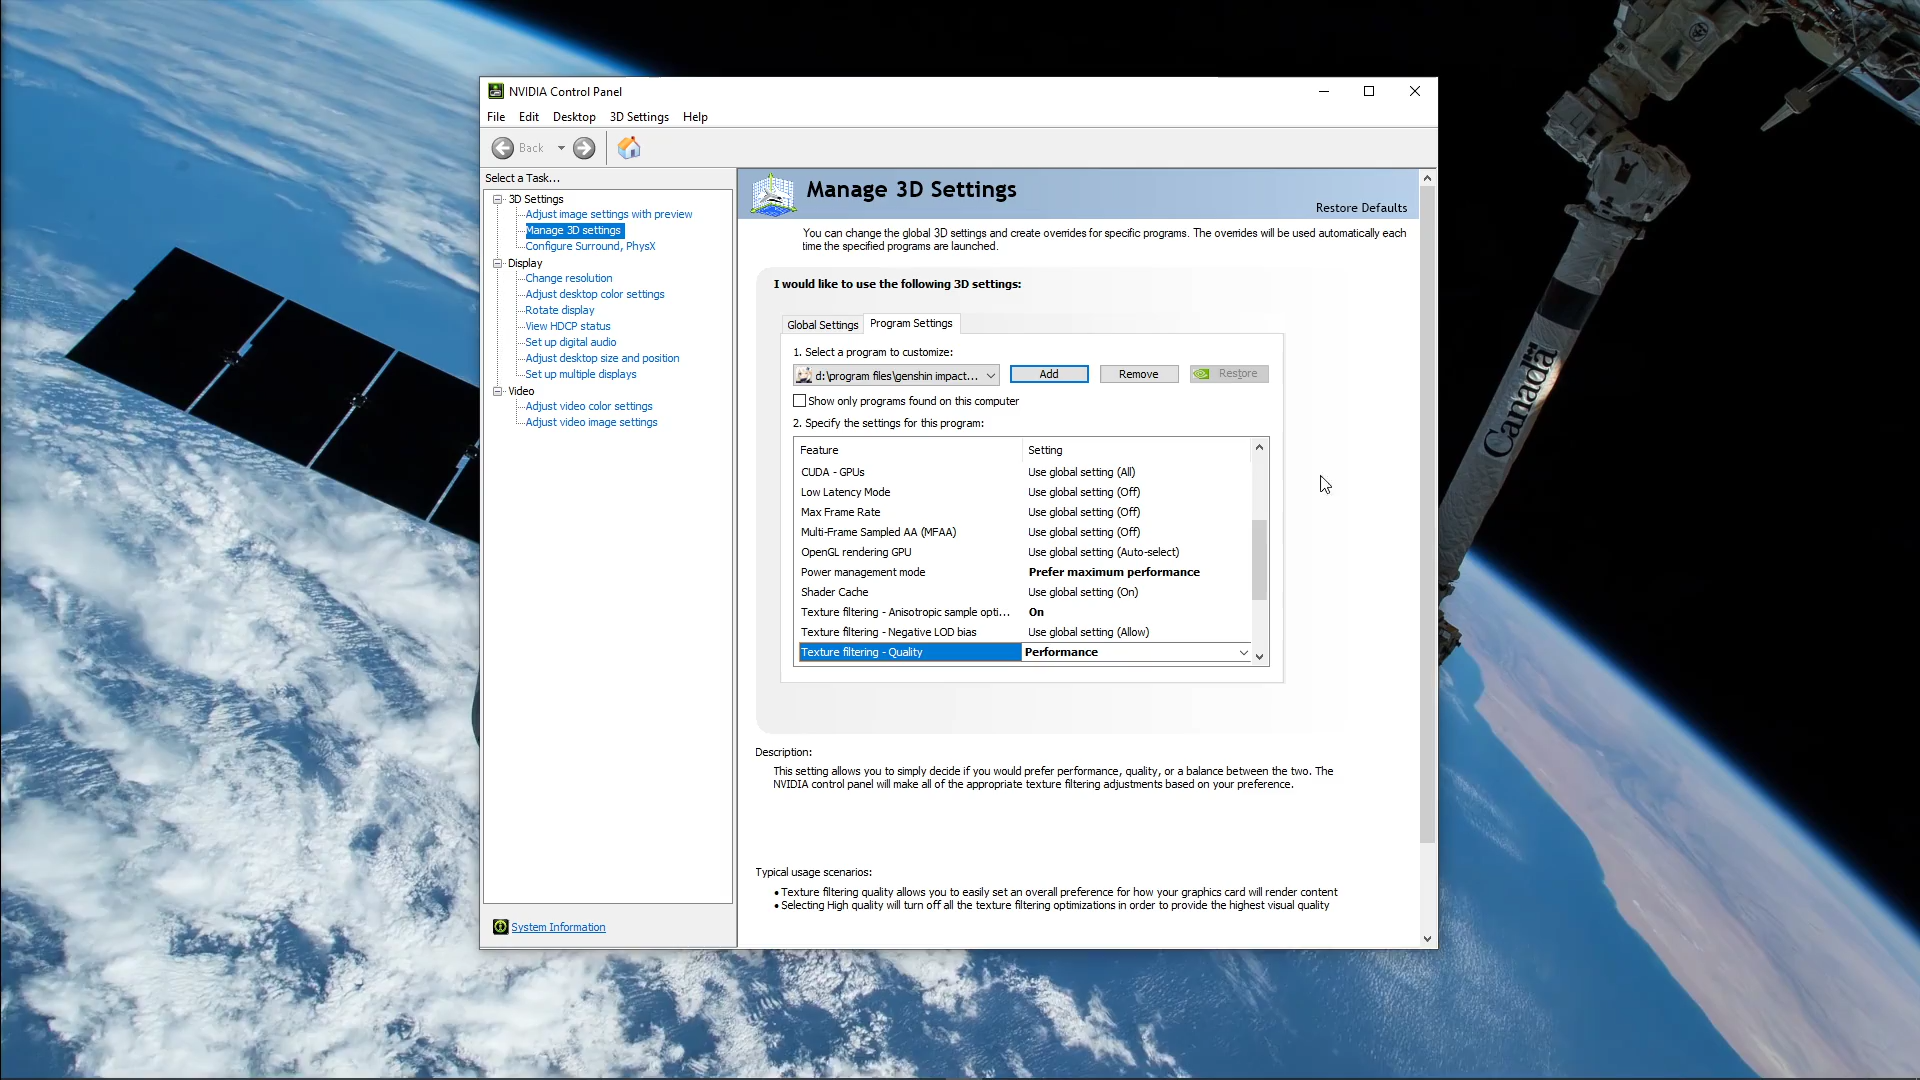 NVIDIA Control Panel
File Edit Desktop 3D Settings Help
Back
Select a Task...
3D Settings
Adjust image settings with preview
Manage 3D settings
Configure Surround, PhysX
Display
Change resolution
Adjust desktop color settings
Rotate display
View HDCP status
Set up digital audio
Adjust desktop size and position
Set up multiple displays
Video
Adjust video color settings
Adjust video image settings
System Information
Manage 3D Settings
Restore Defaults
You can change the global 3D settings and create overrides for specific programs. The overrides will be used automatically each
time the specified programs are launched.
I would like to use the following 3D settings:
Global Settings Program Settings
1. Select a program to customize:
d:\program files\genshin impact... Add Remove Restore
Show only programs found on this computer
2. Specify the settings for this program:
Feature Setting
CUDA - GPUs Use global setting (All)
Low Latency Mode Use global setting (Off)
Max Frame Rate Use global setting (Off)
Multi-Frame Sampled AA (MFAA) Use global setting (Off)
OpenGL rendering GPU Use global setting (Auto-select)
Power management mode Prefer maximum performance
Shader Cache Use global setting (On)
Texture filtering - Anisotropic sample opti... On
Texture filtering - Negative LOD bias Use global setting (Allow)
Texture filtering - Quality Performance
Description:
This setting allows you to simply decide if you would prefer performance, quality, or a balance between the two. The
NVIDIA control panel will make all of the appropriate texture filtering adjustments based on your preference.
Typical usage scenarios:
• Texture filtering quality allows you to easily set an overall preference for how your graphics card will render content
• Selecting High quality will turn off all the texture filtering optimizations in order to provide the highest visual quality
Canada